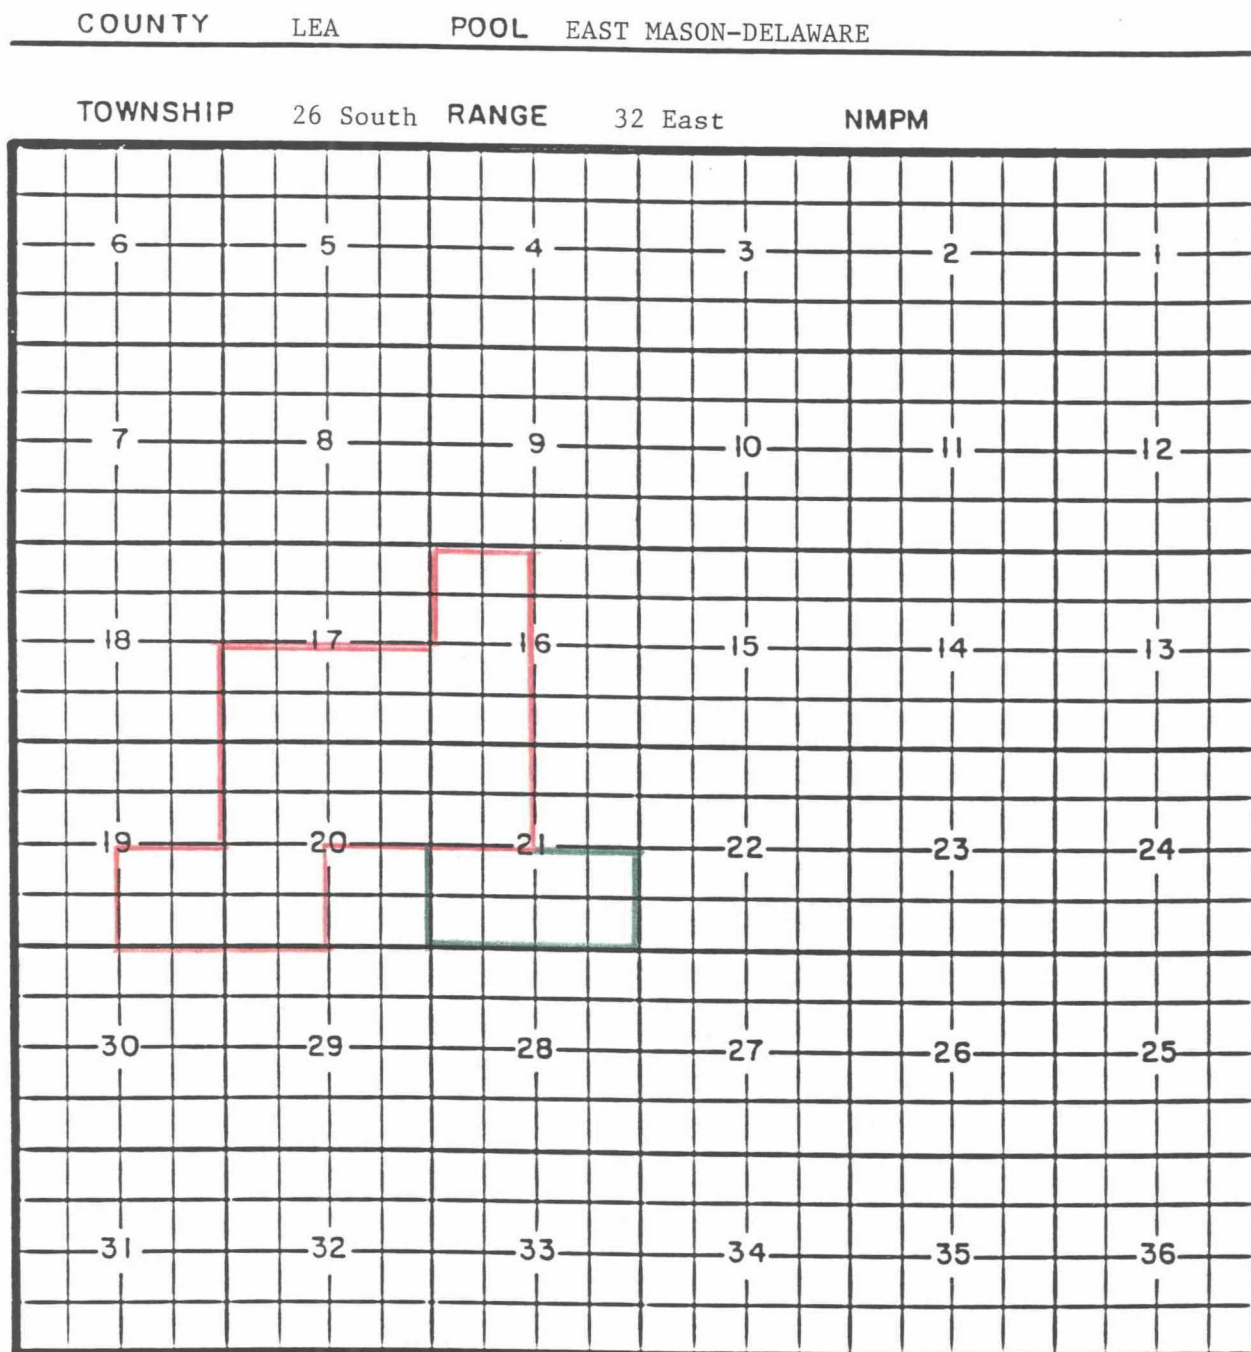 COUNTY LEA POOL EAST MASON-DELAWARE
TOWNSHIP 26 South RANGE 32 East NMPM
6 5 4 3 2 1
7 8 9 10 11 12
18 17 16 15 14 13
19 20 21 22 23 24
30 29 28 27 26 25
31 32 33 34 35 36